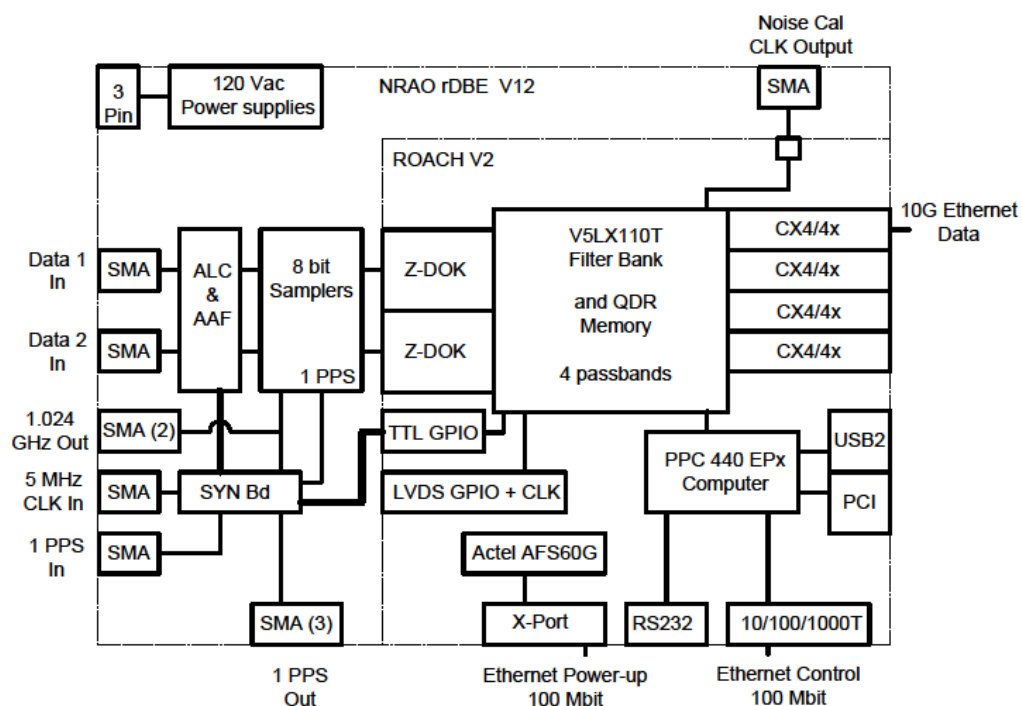 Noise Cal
CLK Output
3
Pin
120 Vac
Power supplies
NRAO rDBE V12
SMA
ROACH V2
Data 1
In
SMA
ALC
&
AAF
8 bit
Samplers
1 PPS
Z-DOK
V5LX110T
Filter Bank
and QDR
Memory
4 passbands
CX4/4x
10G Ethernet
Data
CX4/4x
CX4/4x
CX4/4x
Data 2
In
SMA
Z-DOK
1.024
GHz Out
SMA (2)
TTL GPIO
5 MHz
CLK In
SMA
SYN Bd
LVDS GPIO + CLK
PPC 440 EPx
Computer
USB2
PCI
1 PPS
In
SMA
Actel AFS60G
SMA (3)
X-Port
RS232
10/100/1000T
1 PPS
Out
Ethernet Power-up
100 Mbit
Ethernet Control
100 Mbit